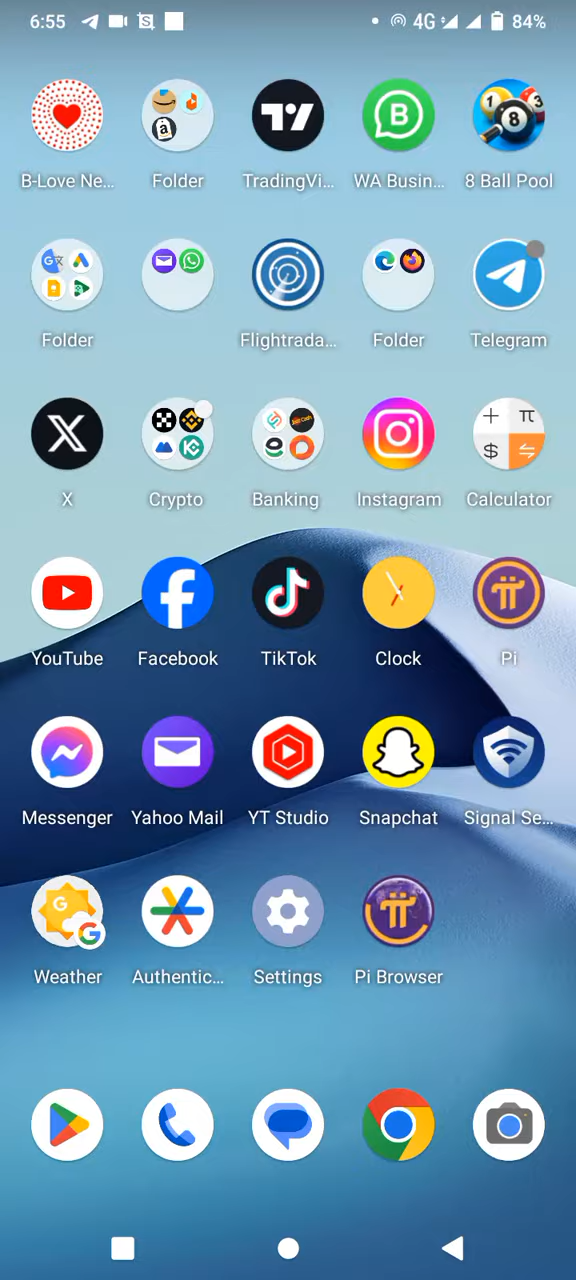 6:55 4G 84%
B-Love Ne... Folder TradingVi... WA Busin... 8 Ball Pool
Folder Flightrada... Folder Telegram
X Crypto Banking Instagram Calculator
YouTube Facebook TikTok Clock Pi
Messenger Yahoo Mail YT Studio Snapchat Signal Se...
Weather Authentic... Settings Pi Browser